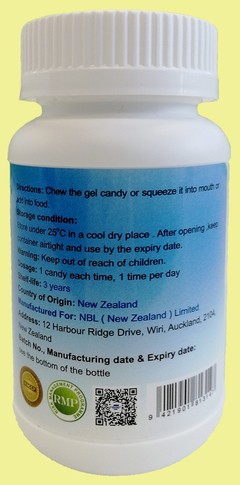 Directions: Chew the gel candy or squeeze it into mouth or
add into food.
Storage condition:
Store under 25°C in a cool dry place . After opening ,keep
container airtight and use by the expiry date.
Warning: Keep out of reach of children.
Dosage: 1 candy each time, 1 time per day
Shelf-life: 3 years
Country of Origin: New Zealand
Manufactured For: NBL ( New Zealand ) Limited
Address: 12 Harbour Ridge Drive, Wiri, Auckland, 2104,
New Zealand
Batch No., Manufacturing date & Expiry date:
See the bottom of the bottle
RMP